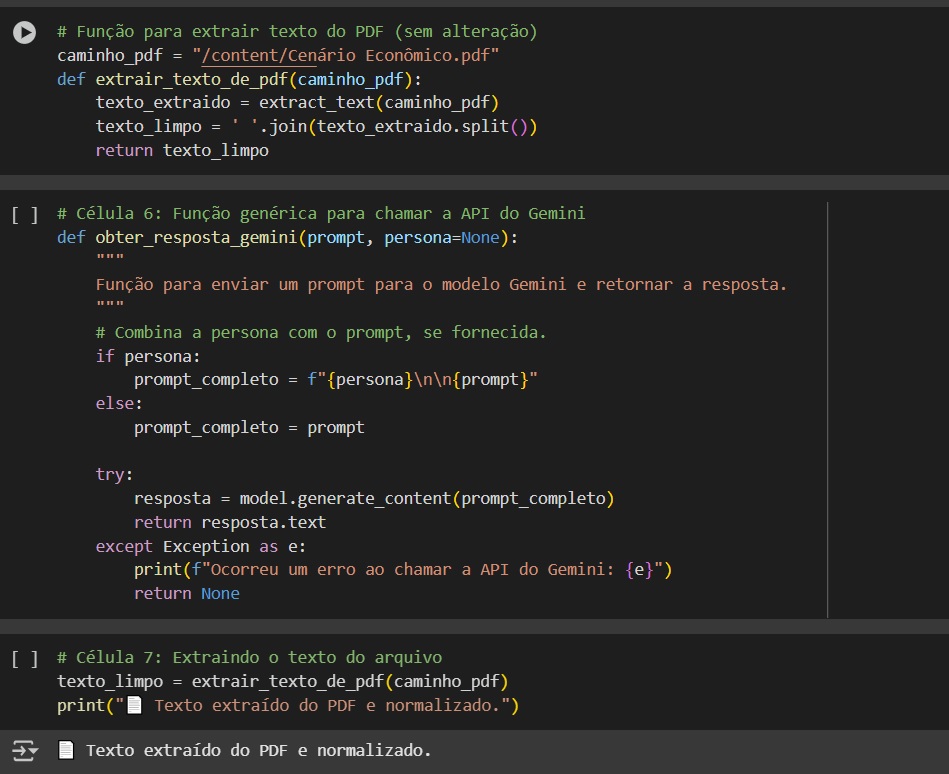 # Função para extrair texto do PDF (sem alteração)
caminho_pdf = "/content/Cenário Econômico.pdf"
def extrair_texto_de_pdf(caminho_pdf):
    texto_extraido = extract_text(caminho_pdf)
    texto_limpo = ' '.join(texto_extraido.split())
    return texto_limpo
[ ] # Célula 6: Função genérica para chamar a API do Gemini
def obter_resposta_gemini(prompt, persona=None):
    """
    Função para enviar um prompt para o modelo Gemini e retornar a resposta.
    """
    # Combina a persona com o prompt, se fornecida.
    if persona:
        prompt_completo = f"{persona}\n\n{prompt}"
    else:
        prompt_completo = prompt
    try:
        resposta = model.generate_content(prompt_completo)
        return resposta.text
    except Exception as e:
        print(f"Ocorreu um erro ao chamar a API do Gemini: {e}")
        return None
[ ] # Célula 7: Extraindo o texto do arquivo
texto_limpo = extrair_texto_de_pdf(caminho_pdf)
print("📄 Texto extraído do PDF e normalizado.")
📄 Texto extraído do PDF e normalizado.